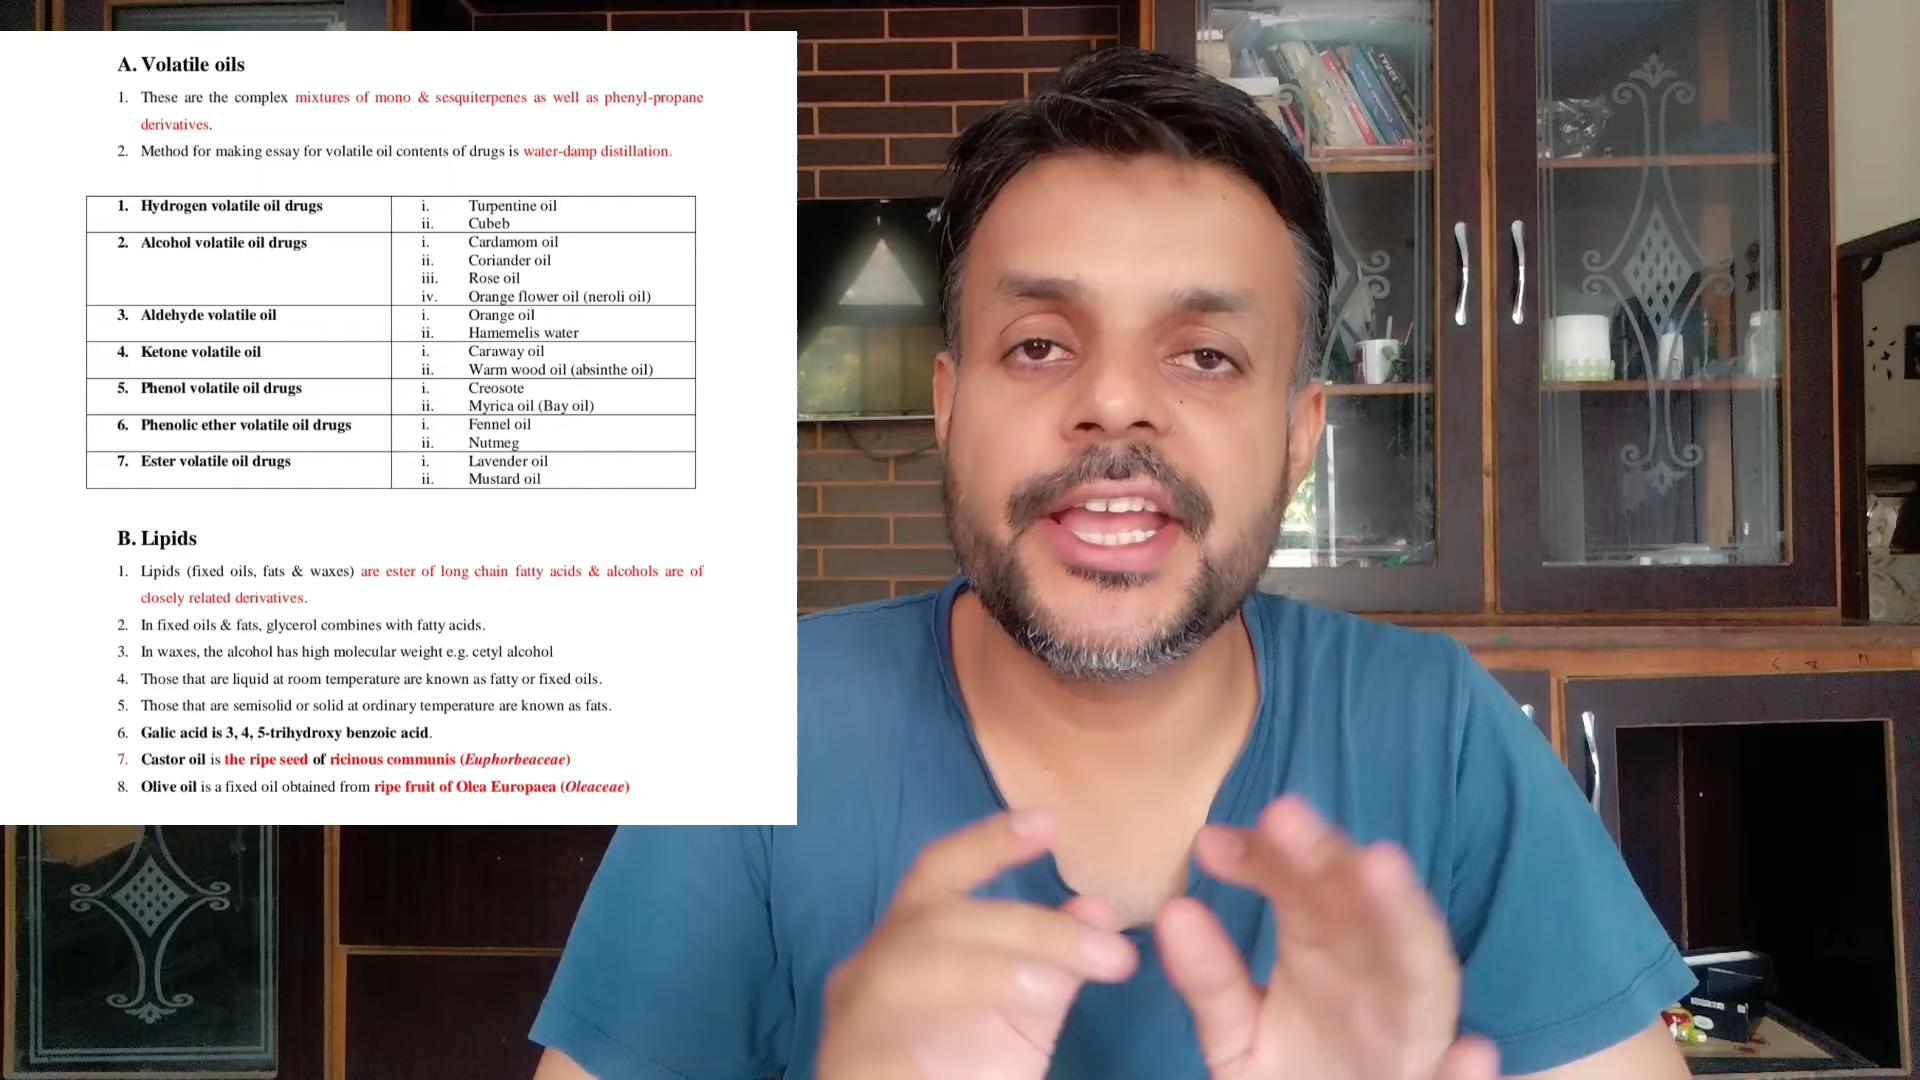 A. Volatile oils
1. These are the complex mixtures of mono & sesquiterpenes as well as phenyl-propane
derivatives.
2. Method for making essay for volatile oil contents of drugs is water-damp distillation.
1. Hydrogen volatile oil drugs i. Turpentine oil
ii. Cubeb
2. Alcohol volatile oil drugs i. Cardamom oil
ii. Coriander oil
iii. Rose oil
iv. Orange flower oil (neroli oil)
3. Aldehyde volatile oil i. Orange oil
ii. Hamemelis water
4. Ketone volatile oil i. Caraway oil
ii. Warm wood oil (absinthe oil)
5. Phenol volatile oil drugs i. Creosote
ii. Myrica oil (Bay oil)
6. Phenolic ether volatile oil drugs i. Fennel oil
ii. Nutmeg
7. Ester volatile oil drugs i. Lavender oil
ii. Mustard oil
B. Lipids
1. Lipids (fixed oils, fats & waxes) are ester of long chain fatty acids & alcohols are of
closely related derivatives.
2. In fixed oils & fats, glycerol combines with fatty acids.
3. In waxes, the alcohol has high molecular weight e.g. cetyl alcohol
4. Those that are liquid at room temperature are known as fatty or fixed oils.
5. Those that are semisolid or solid at ordinary temperature are known as fats.
6. Galic acid is 3, 4, 5-trihydroxy benzoic acid.
7. Castor oil is the ripe seed of ricinous communis (Euphorbeaceae)
8. Olive oil is a fixed oil obtained from ripe fruit of Olea Europaea (Oleaceae)